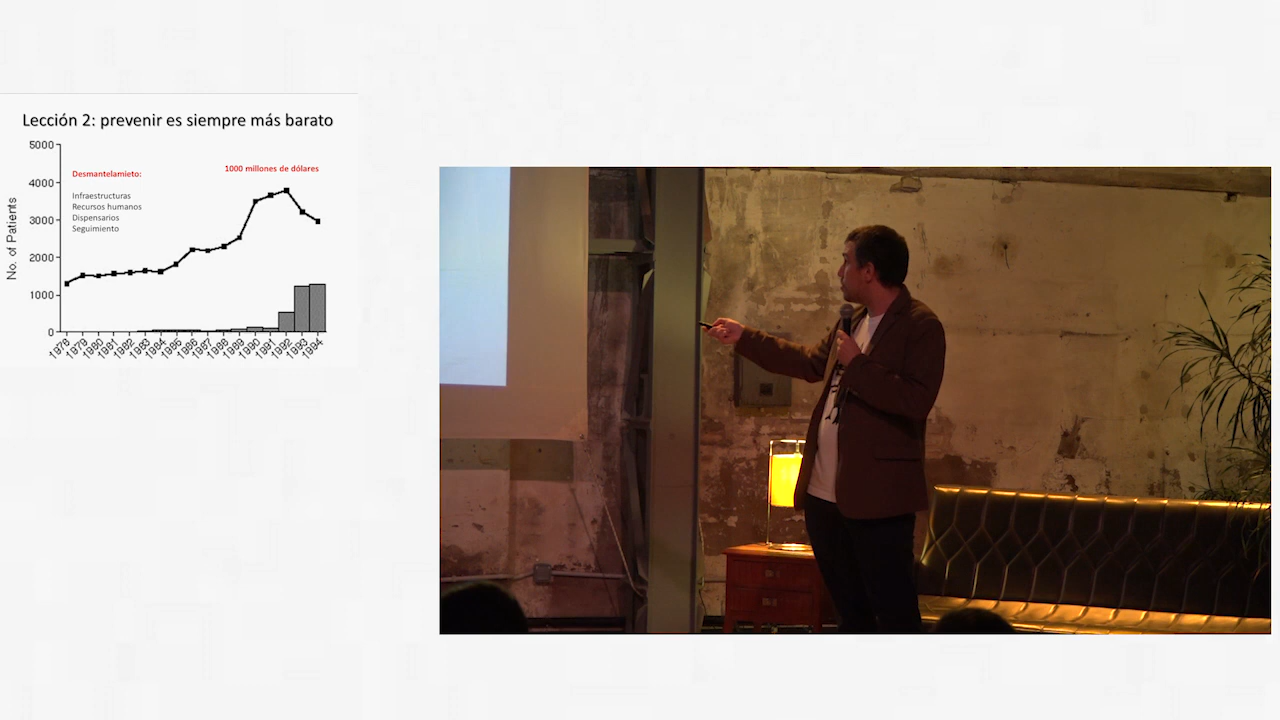 Lección 2: prevenir es siempre más barato
5000
4000
3000
2000
1000
0
No. of Patients
Desmantelamieto:
1000 millones de dólares
Infraestructuras
Recursos humanos
Dispensarios
Seguimiento
1978 1979 1980 1981 1982 1983 1984 1985 1986 1987 1988 1989 1990 1991 1992 1993 1994